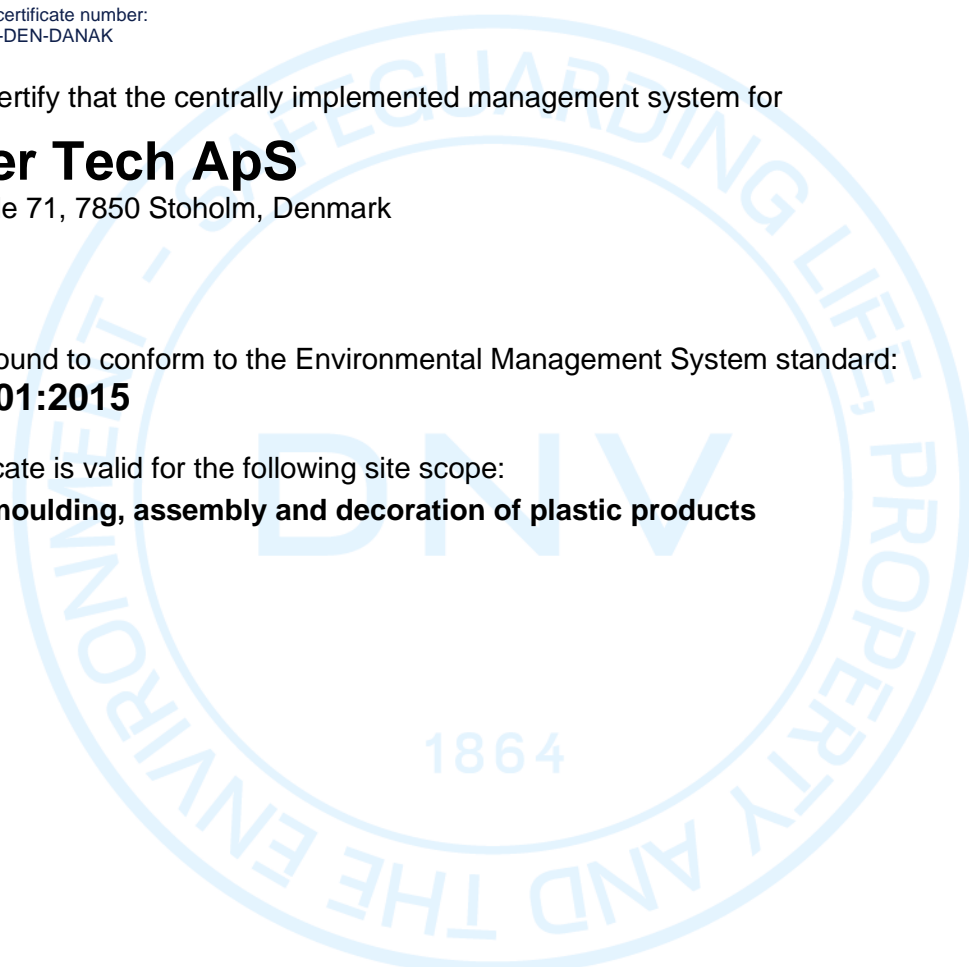 certificate number:
-DEN-DANAK
ertify that the centrally implemented management system for
er Tech ApS
e 71, 7850 Stoholm, Denmark
ound to conform to the Environmental Management System standard:
01:2015
cate is valid for the following site scope:
moulding, assembly and decoration of plastic products
SAFEGUARDING LIFE, PROPERTY AND THE ENVIRONMENT -
DNV
1864